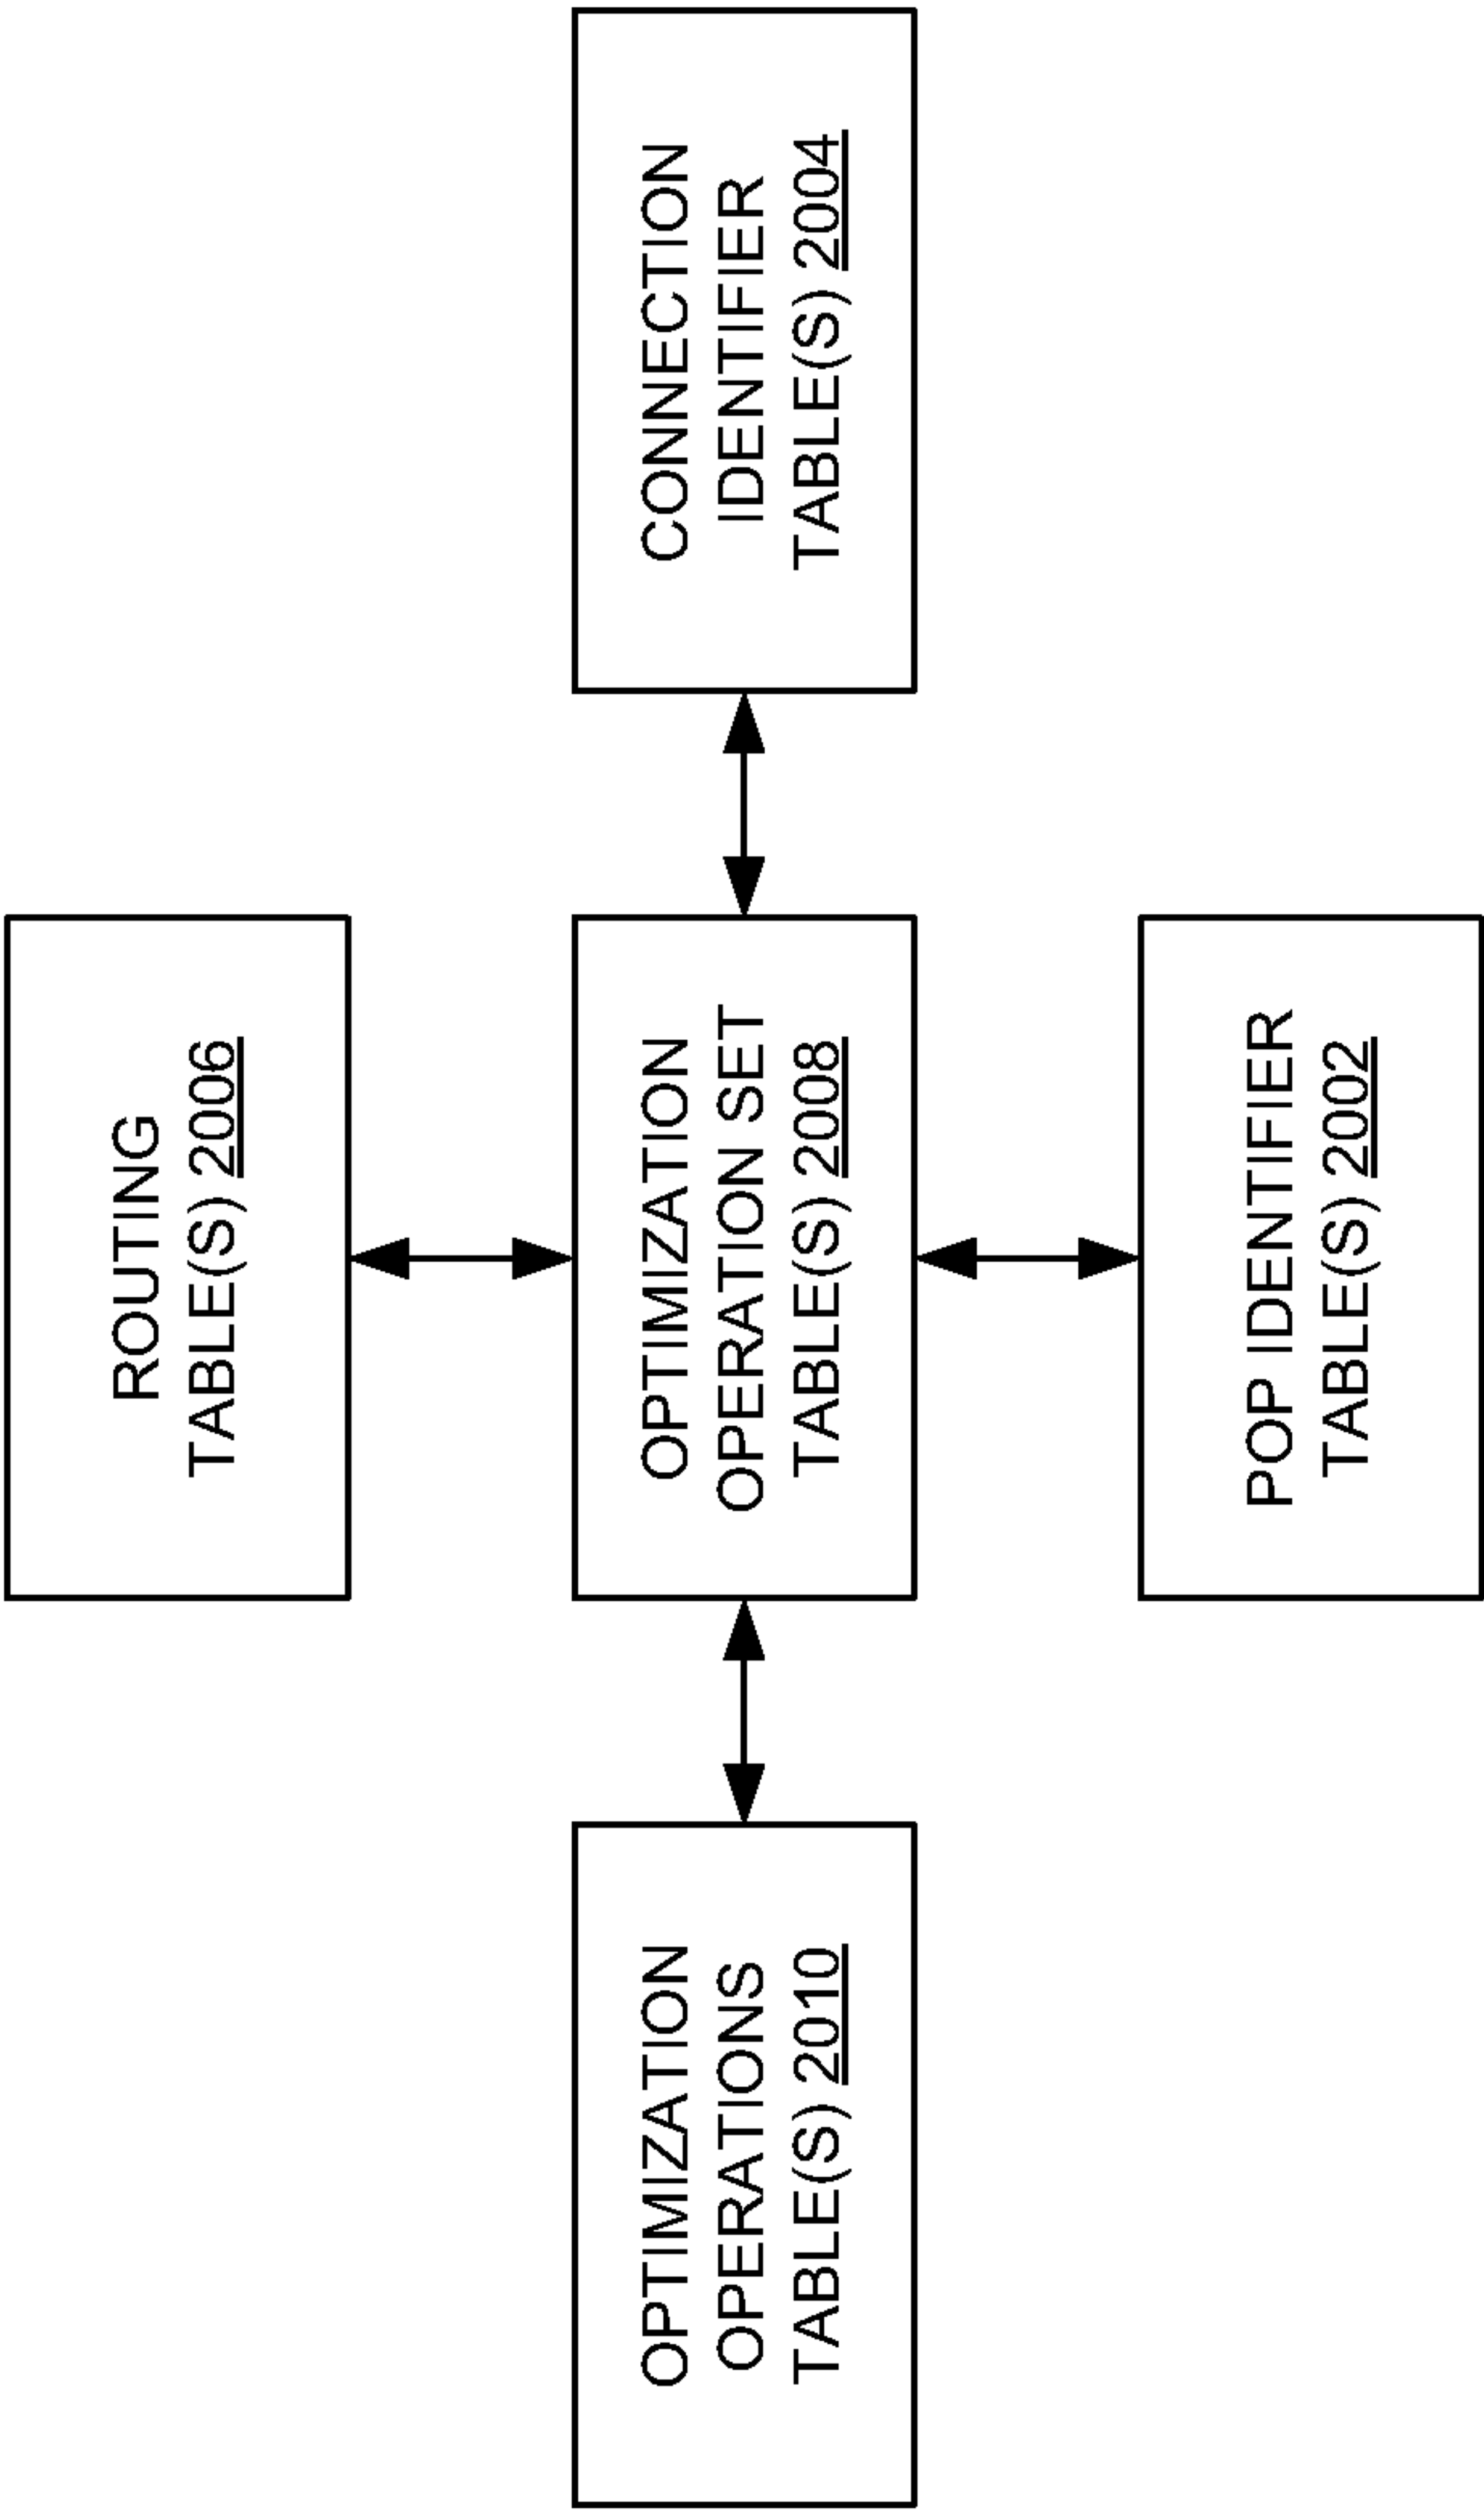 ROUTING
TABLE(S) 2006
OPTIMIZATION
OPERATIONS
TABLE(S) 2010
OPTIMIZATION
OPERATION SET
TABLE(S) 2008
CONNECTION
IDENTIFIER
TABLE(S) 2004
POP IDENTIFIER
TABLE(S) 2002